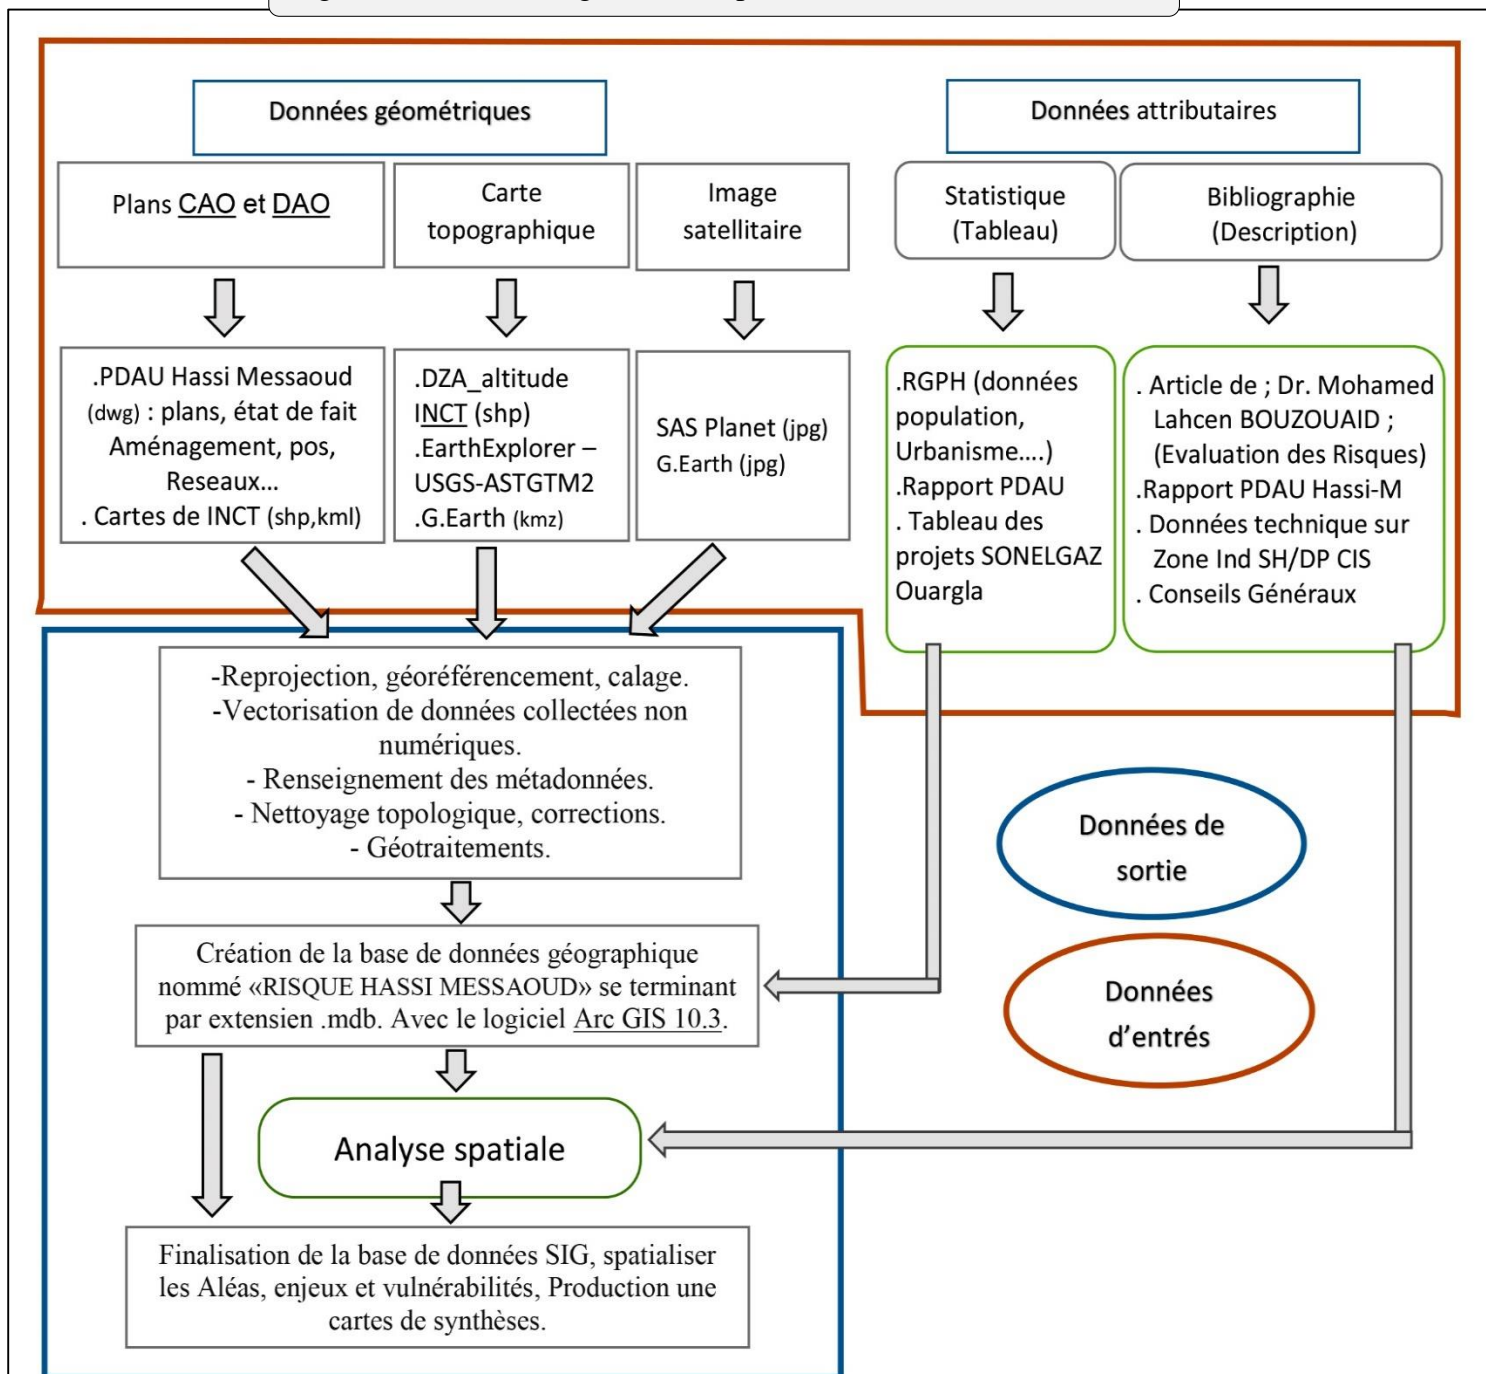 Données géométriques
Données attributaires
Plans CAO et DAO
Carte
topographique
Image
satellitaire
Statistique
(Tableau)
Bibliographie
(Description)
.PDAU Hassi Messaoud
(dwg) : plans, état de fait
Aménagement, pos,
Reseaux...
. Cartes de INCT (shp,kml)
.DZA_altitude
INCT (shp)
.EarthExplorer –
USGS-ASTGTM2
.G.Earth (kmz)
SAS Planet (jpg)
G.Earth (jpg)
.RGPH (données
population,
Urbanisme....)
.Rapport PDAU
. Tableau des
projets SONELGAZ
Ouargla
. Article de ; Dr. Mohamed
Lahcen BOUZOUAID ;
(Evaluation des Risques)
.Rapport PDAU Hassi-M
. Données technique sur
Zone Ind SH/DP CIS
. Conseils Généraux
-Reprojection, géoréférencement, calage.
-Vectorisation de données collectées non
numériques.
- Renseignement des métadonnées.
- Nettoyage topologique, corrections.
- Géotraitements.
Données de
sortie
Création de la base de données géographique
nommé «RISQUE HASSI MESSAOUD» se terminant
par extensien .mdb. Avec le logiciel Arc GIS 10.3.
Données
d’entrés
Analyse spatiale
Finalisation de la base de données SIG, spatialiser
les Aléas, enjeux et vulnérabilités, Production une
cartes de synthèses.